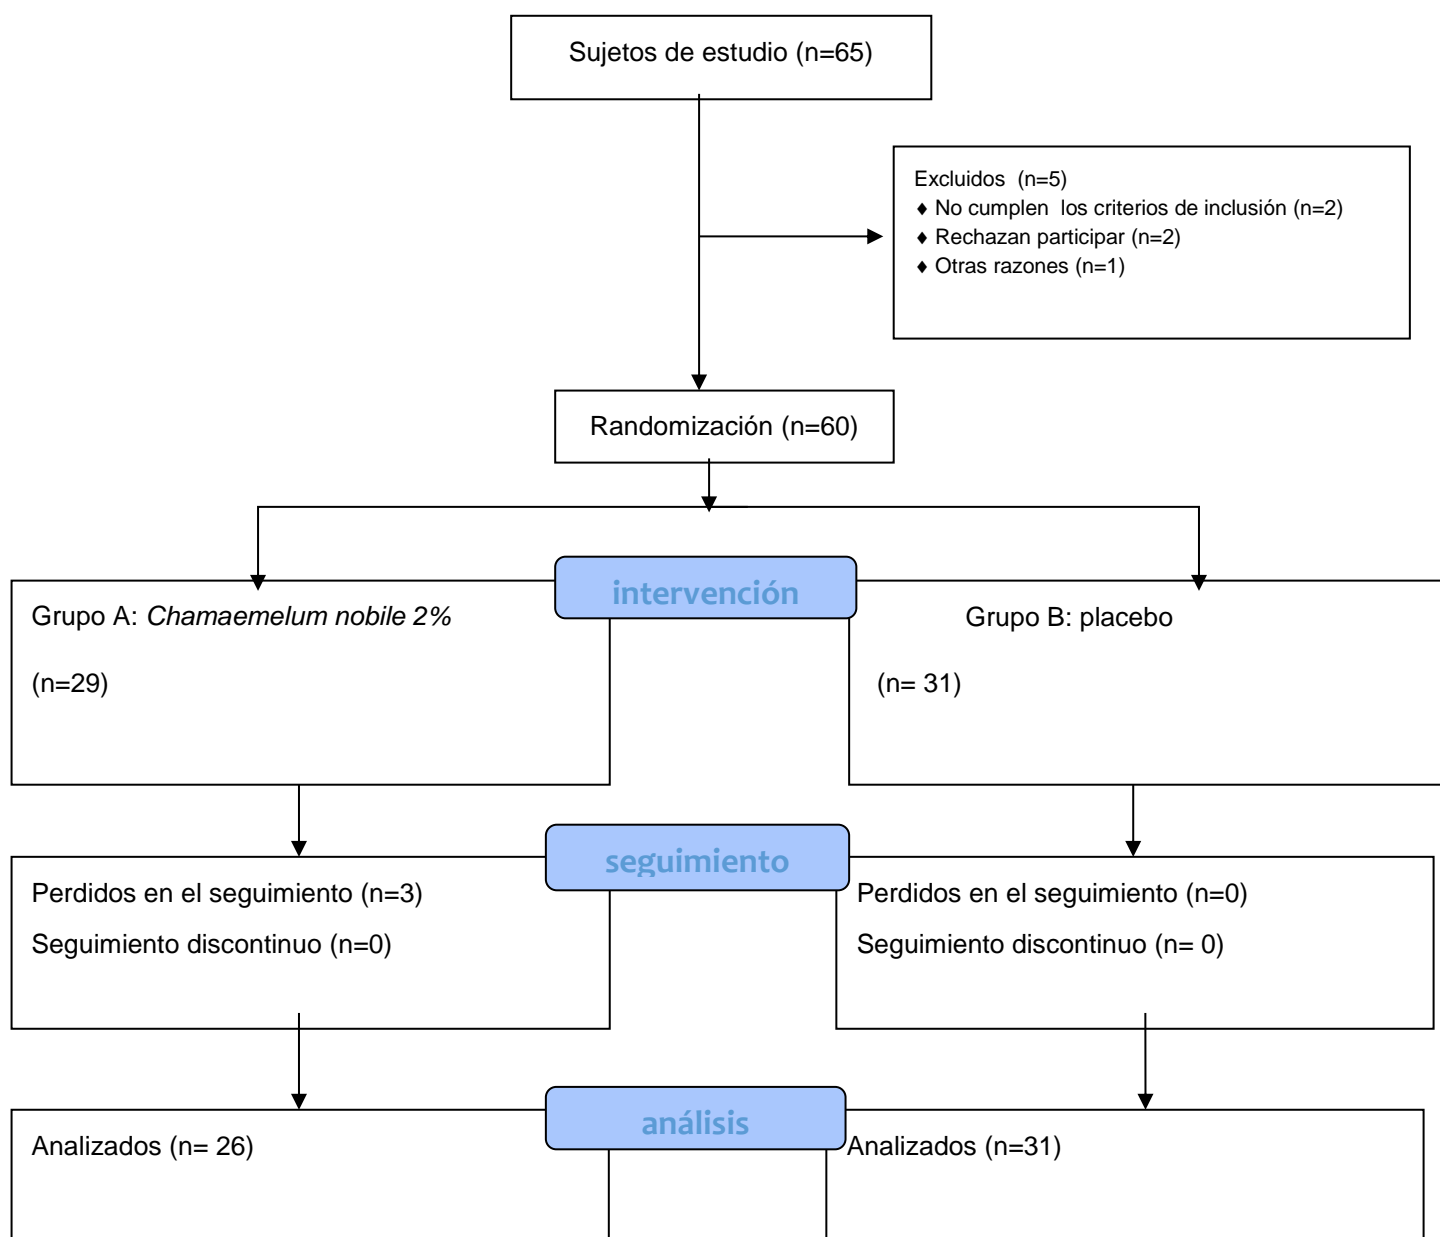 Sujetos de estudio (n=65)
Excluidos  (n=5)
♦ No cumplen  los criterios de inclusión (n=2)
♦ Rechazan participar (n=2)
♦ Otras razones (n=1)
Randomización (n=60)
intervención
Grupo A: Chamaemelum nobile 2%
(n=29)
Grupo B: placebo
(n= 31)
seguimiento
Perdidos en el seguimiento (n=3)
Seguimiento discontinuo (n=0)
Perdidos en el seguimiento (n=0)
Seguimiento discontinuo (n= 0)
análisis
Analizados (n= 26)
Analizados (n=31)